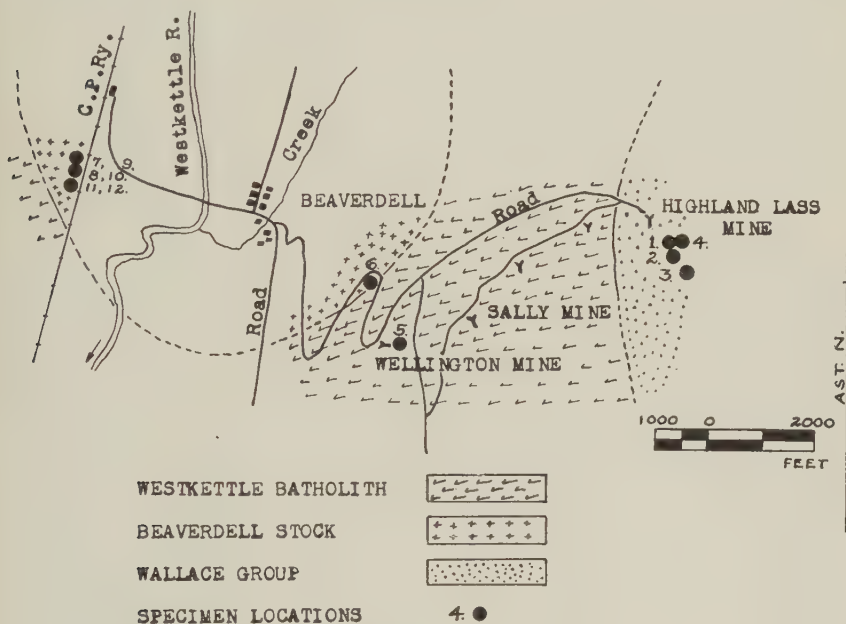 C.P.Ry.
Westkettle R.
Creek
BEAVERDELL
Road
HIGHLAND LASS
MINE
7, 9.
8, 10.
11, 12.
1. 4.
2.
3.
6.
5.
SALLY MINE
WELLINGTON MINE
Road
AST. N.
1000 0 2000
FEET
WESTKETTLE BATHOLITH
BEAVERDELL STOCK
WALLACE GROUP
SPECIMEN LOCATIONS 4.